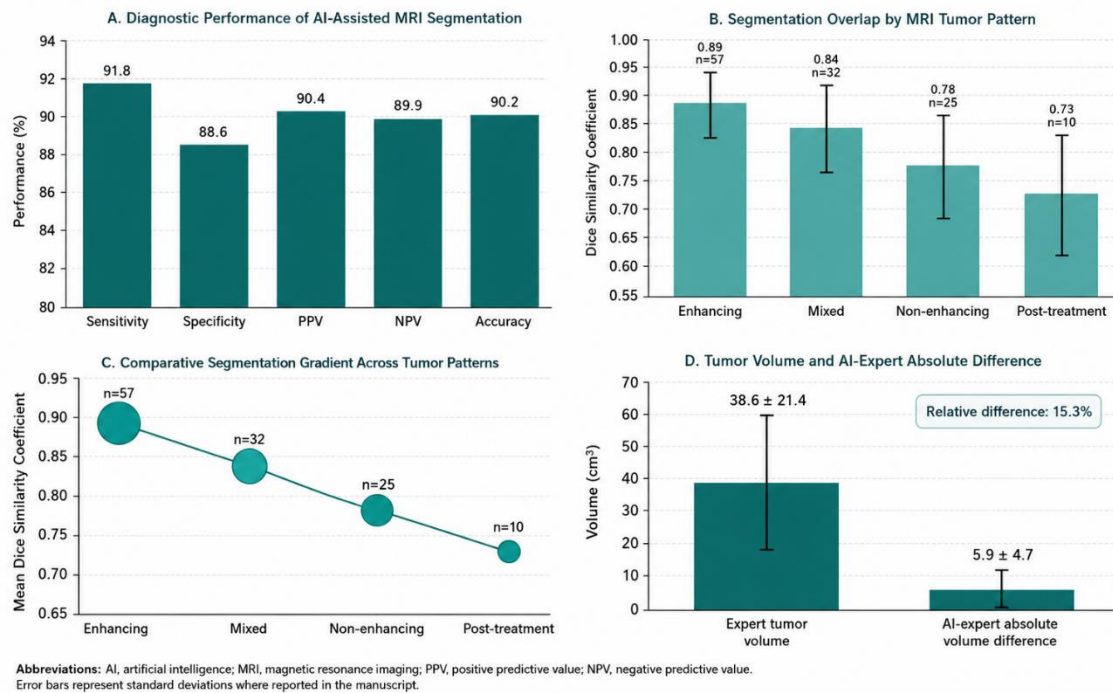 A. Diagnostic Performance of AI-Assisted MRI Segmentation
Performance (%)
94
92
90
88
86
84
82
80
91.8
88.6
90.4
89.9
90.2
Sensitivity
Specificity
PPV
NPV
Accuracy
B. Segmentation Overlap by MRI Tumor Pattern
Dice Similarity Coefficient
1.00
0.95
0.90
0.85
0.80
0.75
0.70
0.65
0.60
0.55
0.89
n=57
0.84
n=32
0.78
n=25
0.73
n=10
Enhancing
Mixed
Non-enhancing
Post-treatment
C. Comparative Segmentation Gradient Across Tumor Patterns
Mean Dice Similarity Coefficient
0.95
0.90
0.85
0.80
0.75
0.70
0.65
n=57
n=32
n=25
n=10
Enhancing
Mixed
Non-enhancing
Post-treatment
D. Tumor Volume and AI-Expert Absolute Difference
Volume (cm³)
70
60
50
40
30
20
10
0
38.6 ± 21.4
Relative difference: 15.3%
5.9 ± 4.7
Expert tumor
volume
AI-expert absolute
volume difference
Abbreviations: AI, artificial intelligence; MRI, magnetic resonance imaging; PPV, positive predictive value; NPV, negative predictive value.
Error bars represent standard deviations where reported in the manuscript.